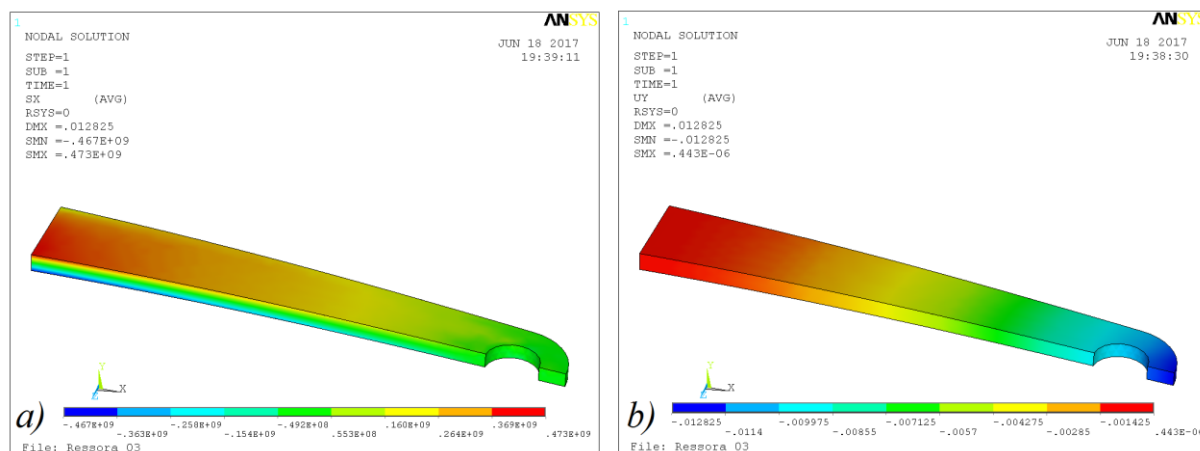 1
ANSYS
NODAL SOLUTION
JUN 18 2017
19:39:11
STEP=1
SUB =1
TIME=1
SX (AVG)
RSYS=0
DMX =.012825
SMN =-.467E+09
SMX =.473E+09
Y
Z X
a)
-.467E+09 -.363E+09 -.258E+09 -.154E+09 -.492E+08 .553E+08 .160E+09 .264E+09 .369E+09 .473E+09
File: Ressora 03
1
ANSYS
NODAL SOLUTION
JUN 18 2017
19:38:30
STEP=1
SUB =1
TIME=1
UY (AVG)
RSYS=0
DMX =.012825
SMN =-.012825
SMX =.443E-06
Y
Z X
b)
-.012825 -.0114 -.009975 -.00855 -.007125 -.0057 -.004275 -.00285 -.001425 .443E-06
File: Ressora 03